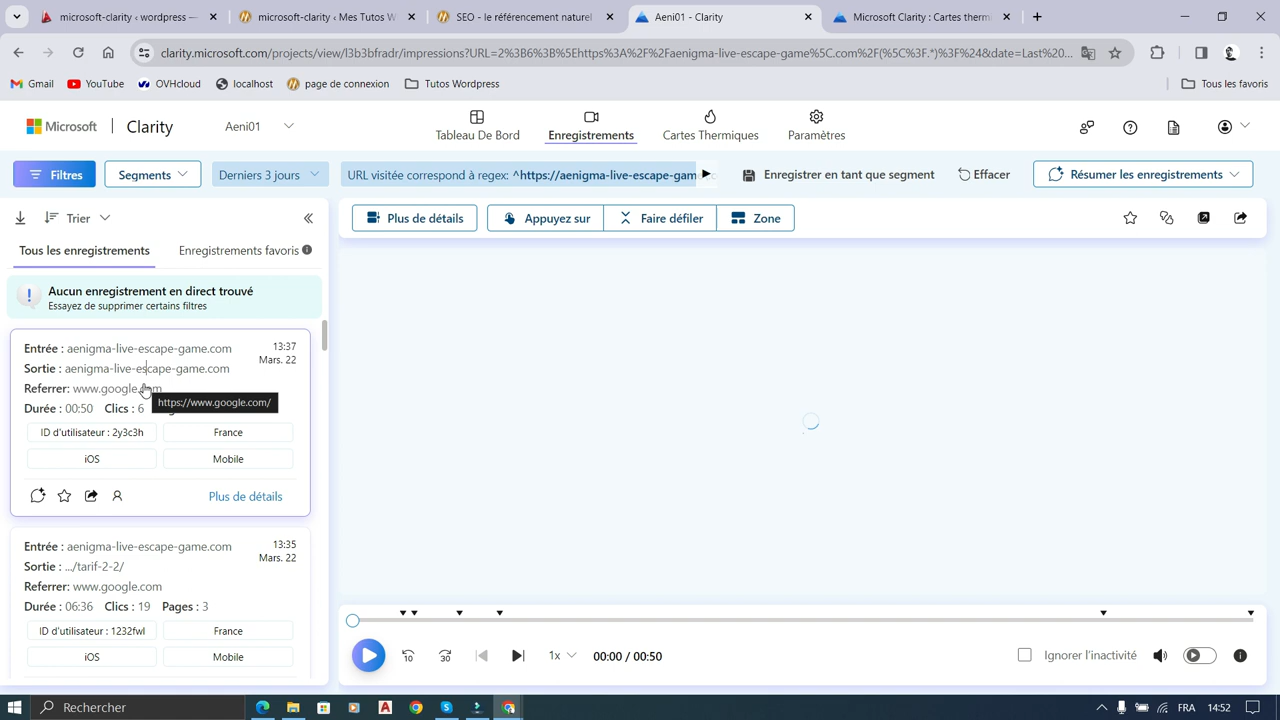 microsoft-clarity ‹ wordpress —
microsoft-clarity ‹ Mes Tutos W
SEO - le référencement naturel
Aeni01 - Clarity
Microsoft Clarity : Cartes therm
clarity.microsoft.com/projects/view/l3b3bfradr/impressions?URL=2%3B6%3B%5Ehttps%3A%2F%2Faenigma-live-escape-game%5C.com%2F(%5C%3F.*)%3F%248&date=Last%20...
Gmail
YouTube
OVHcloud
localhost
page de connexion
Tutos Wordpress
Tous les favoris
Microsoft
Clarity
Aeni01
Tableau De Bord
Enregistrements
Cartes Thermiques
Paramètres
Filtres
Segments
Derniers 3 jours
URL visitée correspond à regex: ^https://aenigma-live-escape-gam
Enregistrer en tant que segment
Effacer
Résumer les enregistrements
Trier
Plus de détails
Appuyez sur
Faire défiler
Zone
Tous les enregistrements
Enregistrements favoris
Aucun enregistrement en direct trouvé
Essayez de supprimer certains filtres
Entrée : aenigma-live-escape-game.com
13:37
Mars. 22
Sortie : aenigma-live-escape-game.com
Referrer: www.google.com
https://www.google.com/
Durée : 00:50 Clics : 6
ID d'utilisateur : 2y3c3h
France
iOS
Mobile
Plus de détails
Entrée : aenigma-live-escape-game.com
13:35
Mars. 22
Sortie : .../tarif-2-2/
Referrer: www.google.com
Durée : 06:36 Clics : 19 Pages : 3
ID d'utilisateur : 1232fwl
France
iOS
Mobile
10
30
1x
00:00 / 00:50
Ignorer l'inactivité
Rechercher
FRA
14:52